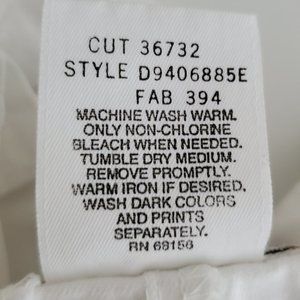 CUT 36732
STYLE D9406885E
FAB 394
MACHINE WASH WARM.
ONLY NON-CHLORINE
BLEACH WHEN NEEDED.
TUMBLE DRY MEDIUM.
REMOVE PROMPTLY.
WARM IRON IF DESIRED.
WASH DARK COLORS
AND PRINTS
SEPARATELY.
RN 69156